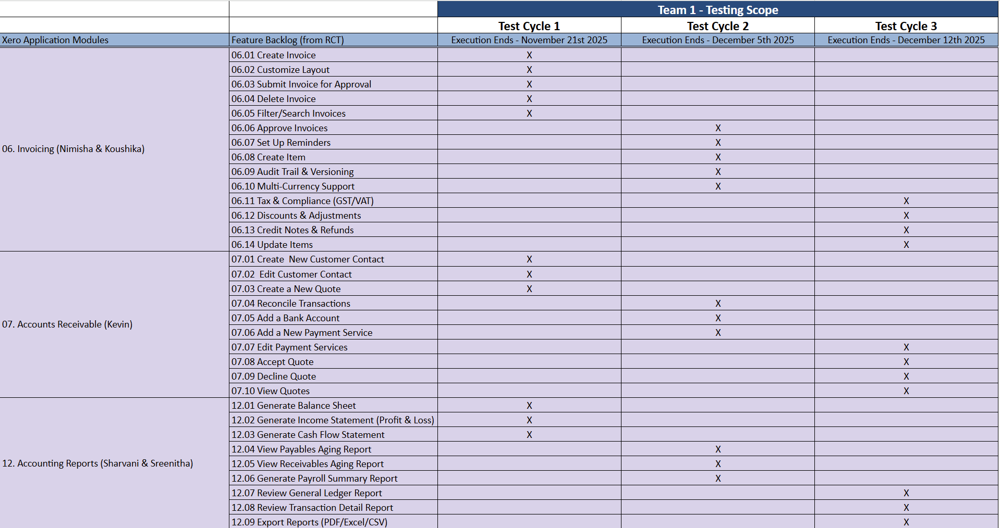 Team 1 - Testing Scope
Test Cycle 1 Test Cycle 2 Test Cycle 3
Xero Application Modules Feature Backlog (from RCT) Execution Ends - November 21st 2025 Execution Ends - December 5th 2025 Execution Ends - December 12th 2025
06. Invoicing (Nimisha & Koushika)
06.01 Create Invoice X
06.02 Customize Layout X
06.03 Submit Invoice for Approval X
06.04 Delete Invoice X
06.05 Filter/Search Invoices X
06.06 Approve Invoices X
06.07 Set Up Reminders X
06.08 Create Item X
06.09 Audit Trail & Versioning X
06.10 Multi-Currency Support X
06.11 Tax & Compliance (GST/VAT) X
06.12 Discounts & Adjustments X
06.13 Credit Notes & Refunds X
06.14 Update Items X
07. Accounts Receivable (Kevin)
07.01 Create  New Customer Contact X
07.02  Edit Customer Contact X
07.03 Create a New Quote X
07.04 Reconcile Transactions X
07.05 Add a Bank Account X
07.06 Add a New Payment Service X
07.07 Edit Payment Services X
07.08 Accept Quote X
07.09 Decline Quote X
07.10 View Quotes X
12. Accounting Reports (Sharvani & Sreenitha)
12.01 Generate Balance Sheet X
12.02 Generate Income Statement (Profit & Loss) X
12.03 Generate Cash Flow Statement X
12.04 View Payables Aging Report X
12.05 View Receivables Aging Report X
12.06 Generate Payroll Summary Report X
12.07 Review General Ledger Report X
12.08 Review Transaction Detail Report X
12.09 Export Reports (PDF/Excel/CSV) X